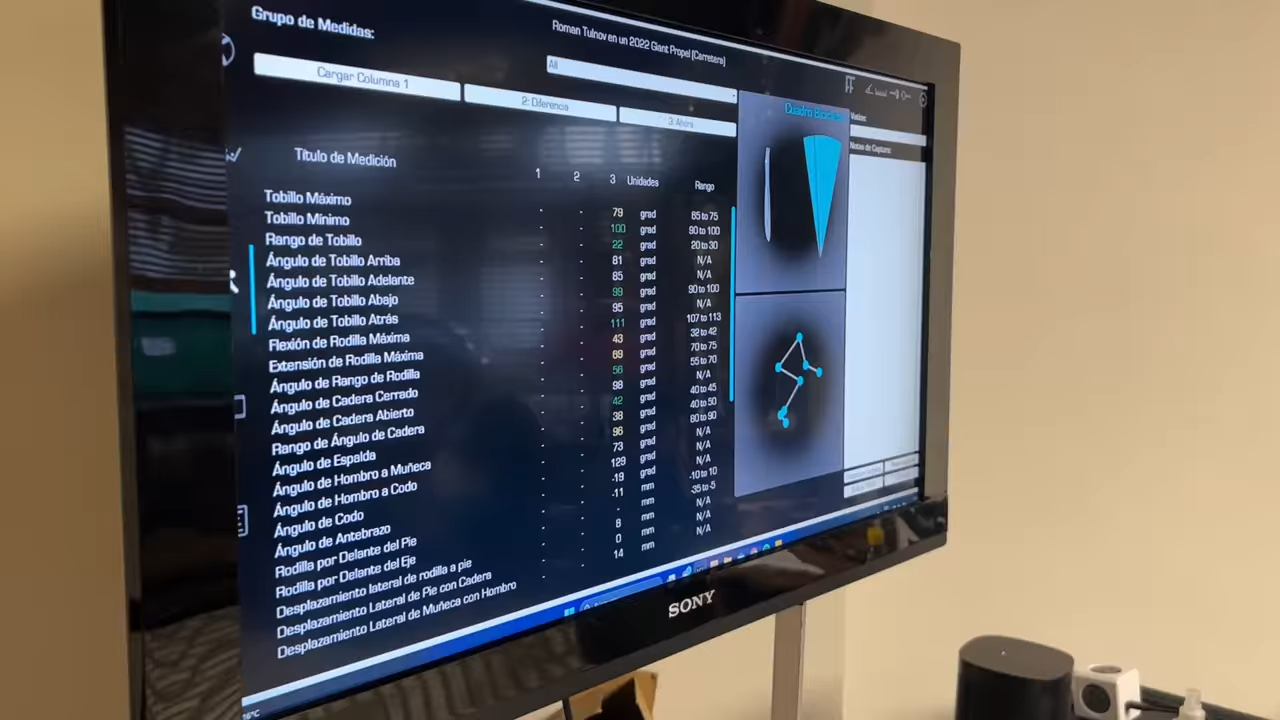 Grupo de Medidas:
Roman Tulnov en un 2022 Giant Propel (Carretera)
All
Cargar Columna 1
2: Diferencia
3: Ahora
Cuadro
Notas de Captura:
Título de Medición 1 2 3 Unidades Rango
Tobillo Máximo - - 79 grad 65 to 75
Tobillo Mínimo - - 100 grad 90 to 100
Rango de Tobillo - - 22 grad 20 to 30
Ángulo de Tobillo Arriba - - 81 grad N/A
Ángulo de Tobillo Adelante - - 85 grad N/A
Ángulo de Tobillo Abajo - - 99 grad 90 to 100
Ángulo de Tobillo Atrás - - 95 grad N/A
Flexión de Rodilla Máxima - - 111 grad 107 to 113
Extensión de Rodilla Máxima - - 43 grad 32 to 42
Ángulo de Rango de Rodilla - - 69 grad 70 to 75
Ángulo de Cadera Cerrado - - 56 grad 55 to 70
Ángulo de Cadera Abierto - - 98 grad N/A
Rango de Ángulo de Cadera - - 42 grad 40 to 45
Ángulo de Espalda - - 38 grad 40 to 50
Ángulo de Hombro a Muñeca - - 96 grad 80 to 90
Ángulo de Hombro a Codo - - 73 grad N/A
Ángulo de Codo - - 129 grad N/A
Ángulo de Antebrazo - - -19 grad N/A
Rodilla por Delante del Pie - - -11 mm -10 to 10
Rodilla por Delante del Eje - - - mm -35 to -5
Desplazamiento lateral de rodilla a pie - - 8 mm N/A
Desplazamiento Lateral de Pie con Cadera - - 0 mm N/A
Desplazamiento Lateral de Muñeca con Hombro - - 14 mm N/A
16°C
SONY